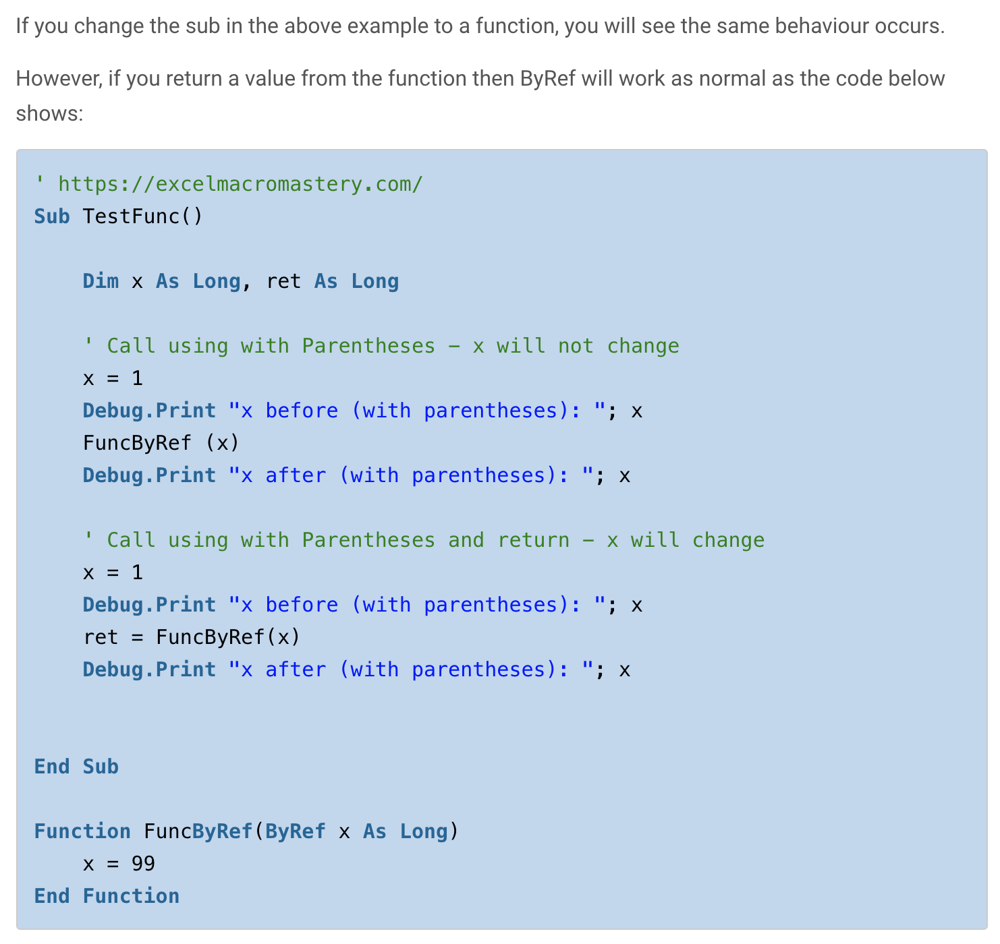 If you change the sub in the above example to a function, you will see the same behaviour occurs.
However, if you return a value from the function then ByRef will work as normal as the code below
shows:
' https://excelmacromastery.com/
Sub TestFunc()
    Dim x As Long, ret As Long
    ' Call using with Parentheses – x will not change
    x = 1
    Debug.Print "x before (with parentheses): "; x
    FuncByRef (x)
    Debug.Print "x after (with parentheses): "; x
    ' Call using with Parentheses and return – x will change
    x = 1
    Debug.Print "x before (with parentheses): "; x
    ret = FuncByRef(x)
    Debug.Print "x after (with parentheses): "; x
End Sub
Function FuncByRef(ByRef x As Long)
    x = 99
End Function